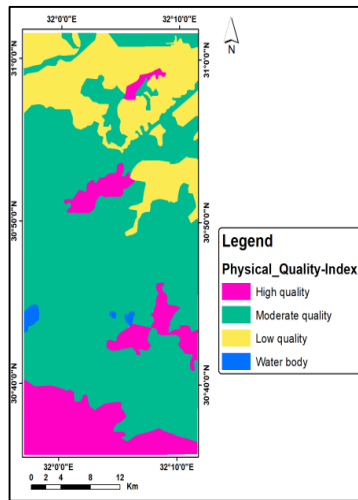 32°0'0"N 32°10'0"N
N
31°0'0"N 31°0'0"N
30°50'0"N 30°50'0"N
30°40'0"N 30°40'0"N
Legend
Physical_Quality-Index
High quality
Moderate quality
Low quality
Water body
32°0'0"N 32°10'0"N
0 2 4 8 12
Km